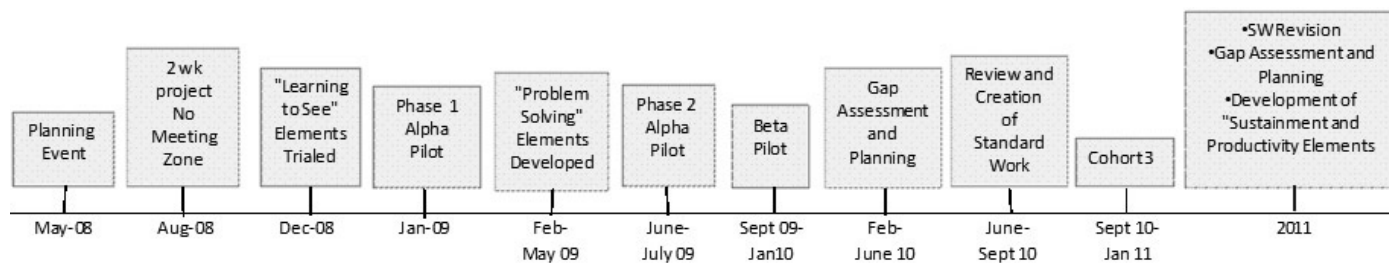 Planning
Event
2 wk
project
No
Meeting
Zone
"Learning
to See"
Elements
Trialed
Phase 1
Alpha
Pilot
"Problem
Solving"
Elements
Developed
Phase 2
Alpha
Pilot
Beta
Pilot
Gap
Assessment
and
Planning
Review and
Creation
of
Standard
Work
Cohort3
•SW Revision
•Gap Assessment and
Planning
•Development of
"Sustainment and
Productivity Elements
May-08
Aug-08
Dec-08
Jan-09
Feb-
May 09
June-
July-09
Sept 09-
Jan10
Feb-
June 10
June-
Sept 10
Sept 10-
Jan 11
2011